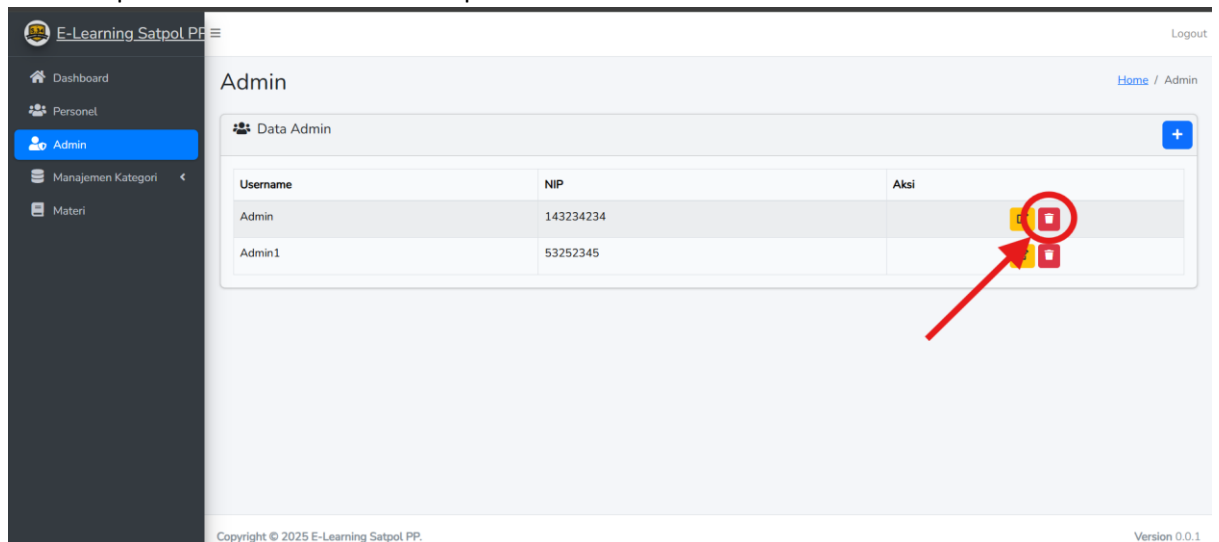 E-Learning Satpol PP
Logout
Dashboard
Personel
Admin
Manajemen Kategori
Materi
Admin
Home / Admin
Data Admin
+
Username NIP Aksi
Admin 143234234
Admin1 53252345
Copyright © 2025 E-Learning Satpol PP.
Version 0.0.1